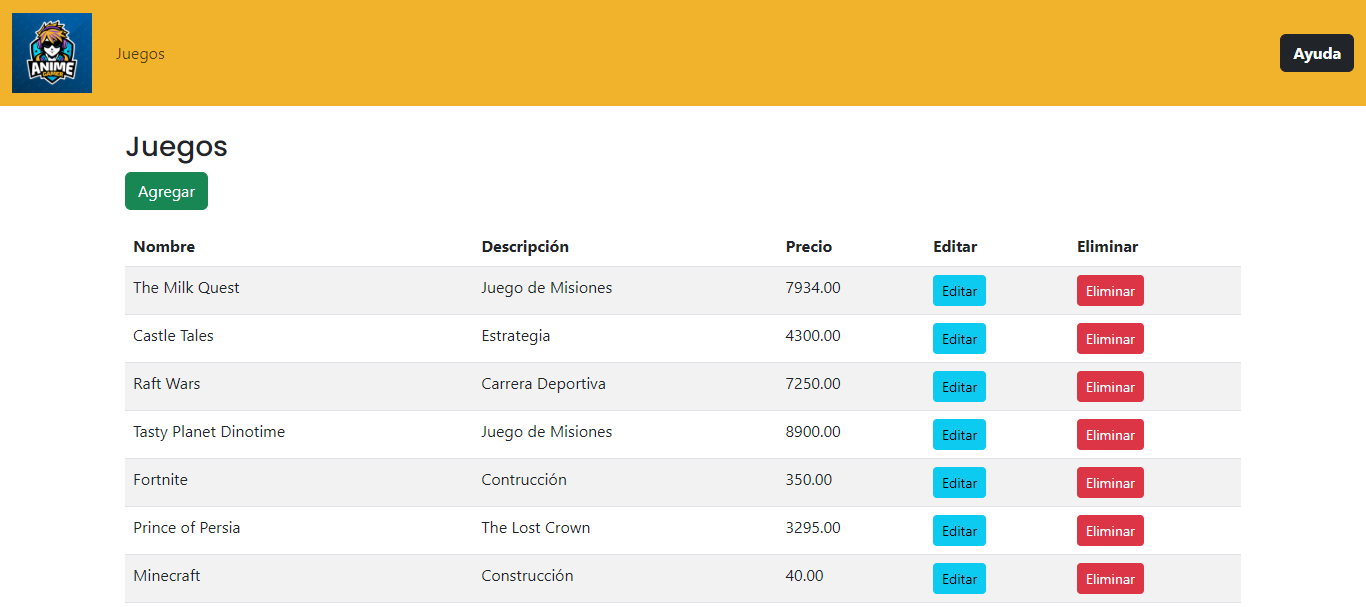 ANIME
GAMER
Juegos
Ayuda
Juegos
Agregar
Nombre Descripción Precio Editar Eliminar
The Milk Quest Juego de Misiones 7934.00 Editar Eliminar
Castle Tales Estrategia 4300.00 Editar Eliminar
Raft Wars Carrera Deportiva 7250.00 Editar Eliminar
Tasty Planet Dinotime Juego de Misiones 8900.00 Editar Eliminar
Fortnite Contrucción 350.00 Editar Eliminar
Prince of Persia The Lost Crown 3295.00 Editar Eliminar
Minecraft Construcción 40.00 Editar Eliminar